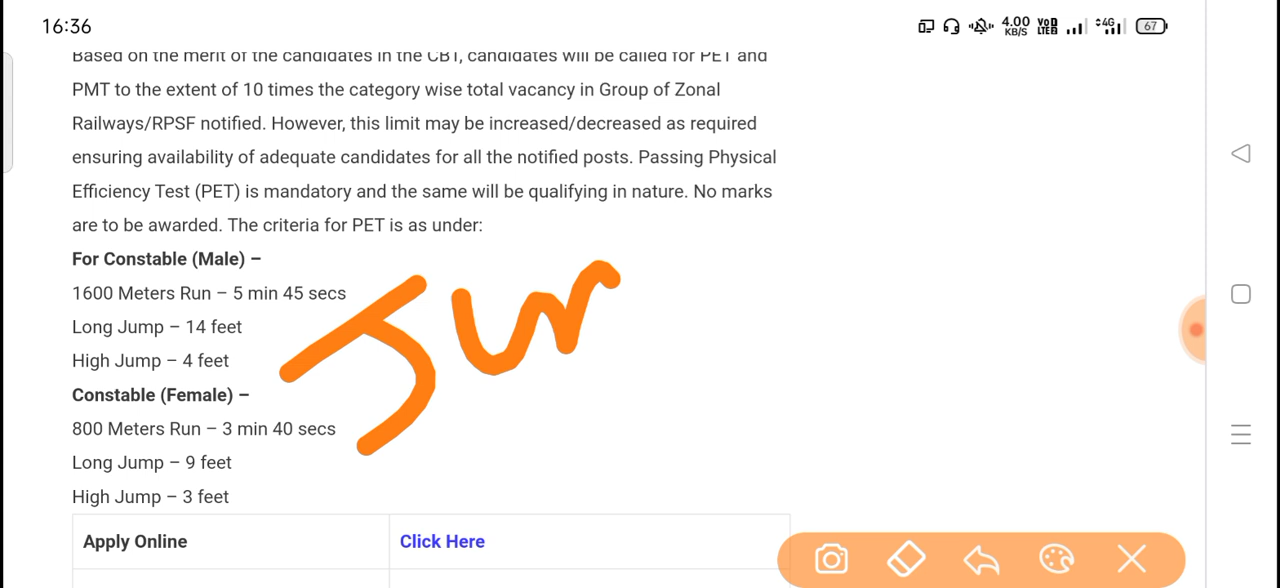 16:36 4.00 KB/S VoD LTE2 4G 67
Based on the merit of the candidates in the CBT, candidates will be called for PET and
PMT to the extent of 10 times the category wise total vacancy in Group of Zonal
Railways/RPSF notified. However, this limit may be increased/decreased as required
ensuring availability of adequate candidates for all the notified posts. Passing Physical
Efficiency Test (PET) is mandatory and the same will be qualifying in nature. No marks
are to be awarded. The criteria for PET is as under:
For Constable (Male) –
1600 Meters Run – 5 min 45 secs
Long Jump – 14 feet
High Jump – 4 feet
Constable (Female) –
800 Meters Run – 3 min 40 secs
Long Jump – 9 feet
High Jump – 3 feet
Apply Online Click Here